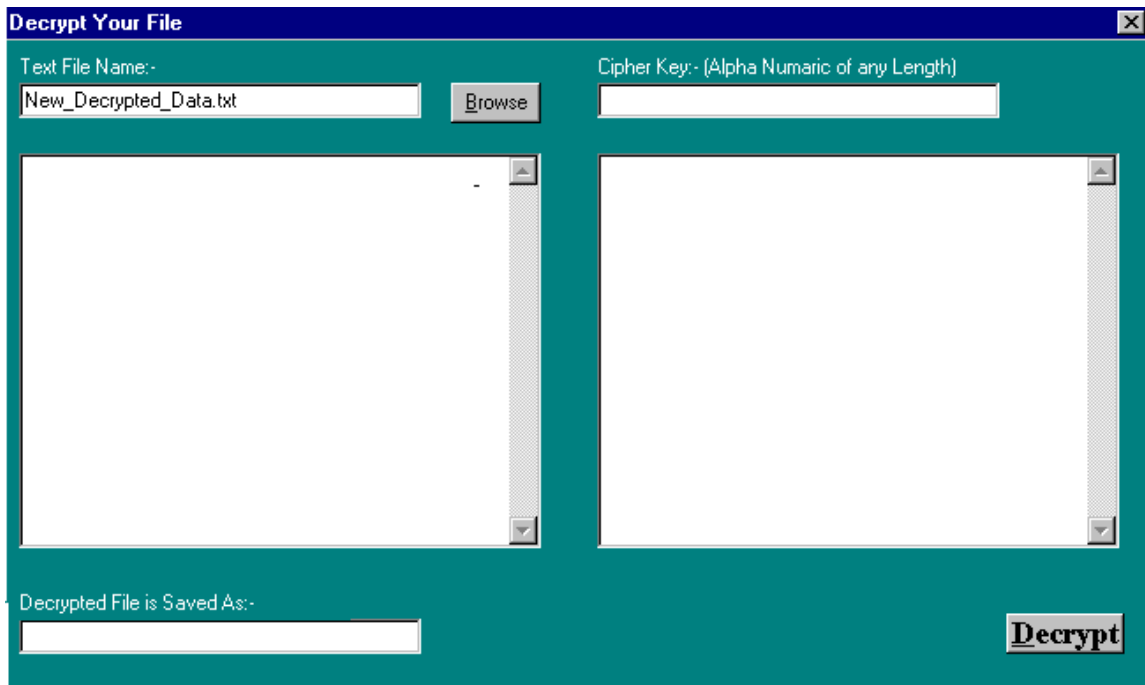 Decrypt Your File
Text File Name:-
New_Decrypted_Data.txt
Browse
Cipher Key:- (Alpha Numaric of any Length)
-
Decrypted File is Saved As:-
Decrypt